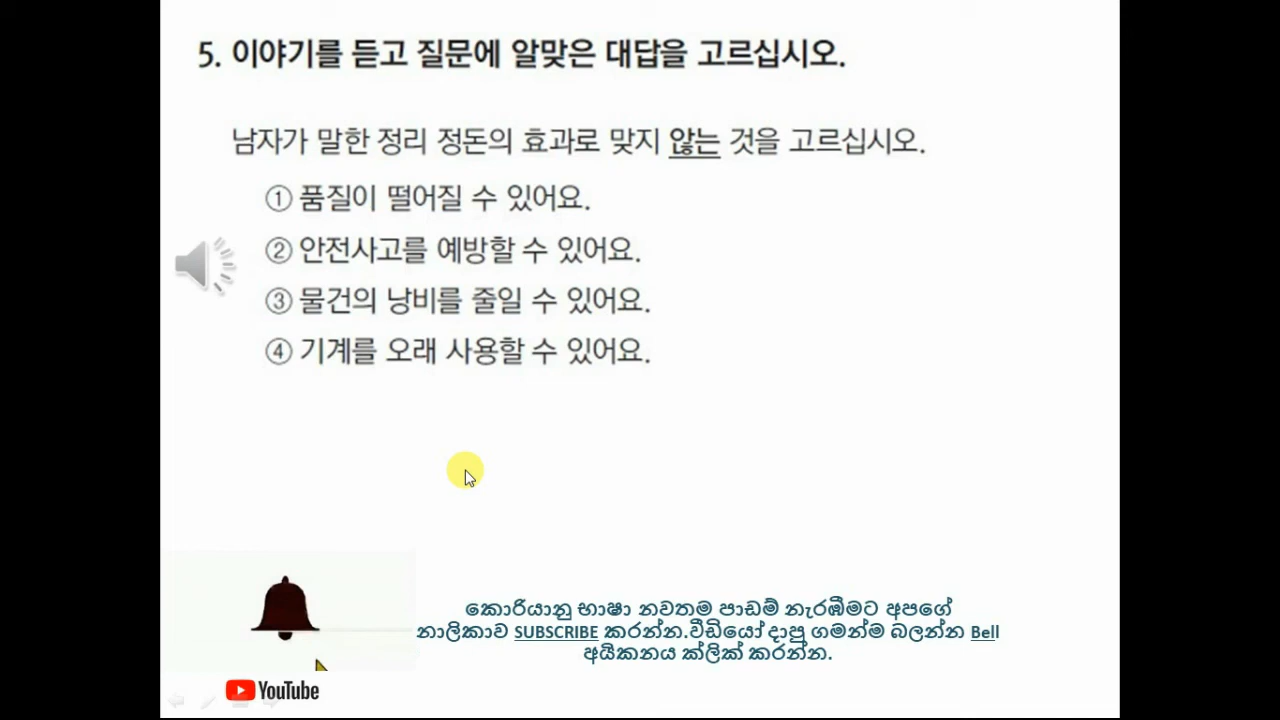 5. 이야기를 듣고 질문에 알맞은 대답을 고르십시오.
남자가 말한 정리 정돈의 효과로 맞지 않는 것을 고르십시오.
① 품질이 떨어질 수 있어요.
② 안전사고를 예방할 수 있어요.
③ 물건의 낭비를 줄일 수 있어요.
④ 기계를 오래 사용할 수 있어요.
කොරියානු භාෂා නවතම පාඩම් නැරඹීමට අපගේ
නාලිකාව SUBSCRIBE කරන්න.වීඩියෝ දාපු ගමන්ම බලන්න Bell
අයිකනය ක්ලික් කරන්න.
YouTube